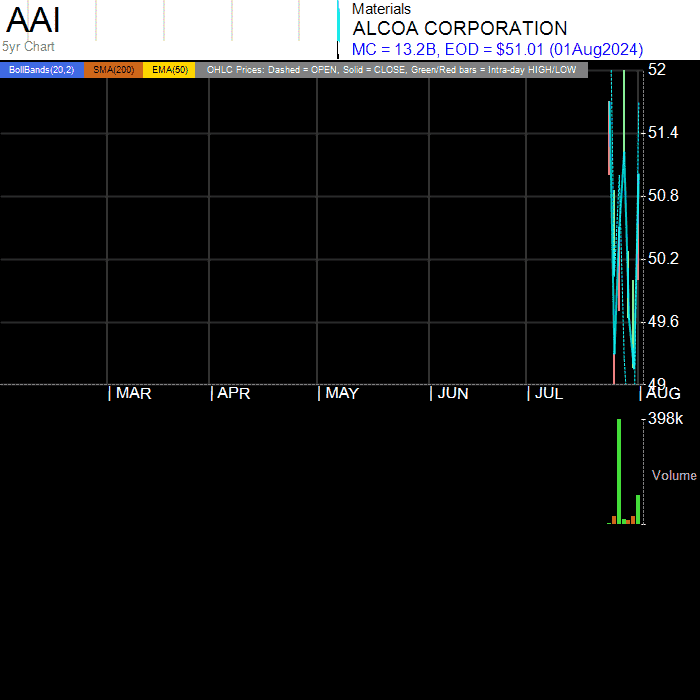 AAI
5yr Chart
Materials
ALCOA CORPORATION
MC = 13.2B, EOD = $51.01 (01Aug2024)
BollBands(20,2) SMA(200) EMA(50) OHLC Prices: Dashed = OPEN, Solid = CLOSE, Green/Red bars = Intra-day HIGH/LOW
52
51.4
50.8
50.2
49.6
49
| MAR | APR | MAY | JUN | JUL | AUG
398k
Volume